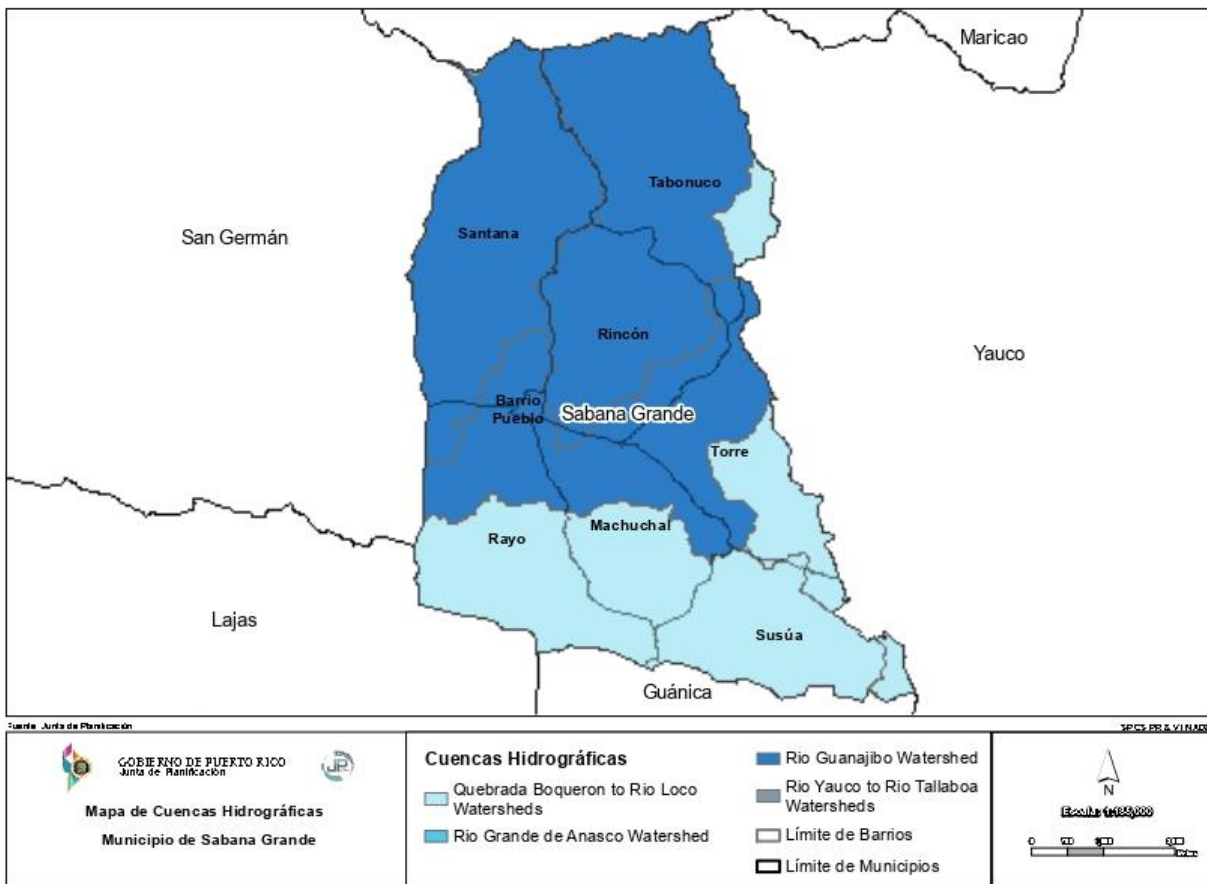 Maricao
Tabonuco
San Germán
Santana
Rincón
Yauco
Barrio
Pueblo
Sabana Grande
Torre
Machuchal
Rayo
Lajas
Susúa
Guánica
Fuente: Junta de Planificación
GOBIERNO DE PUERTO RICO
Junta de Planificación
JP
Mapa de Cuencas Hidrográficas
Municipio de Sabana Grande
Cuencas Hidrográficas
Quebrada Boqueron to Rio Loco
Watersheds
Rio Grande de Anasco Watershed
Rio Guanajibo Watershed
Rio Yauco to Rio Tallaboa
Watersheds
Límite de Barrios
Límite de Municipios
N
0